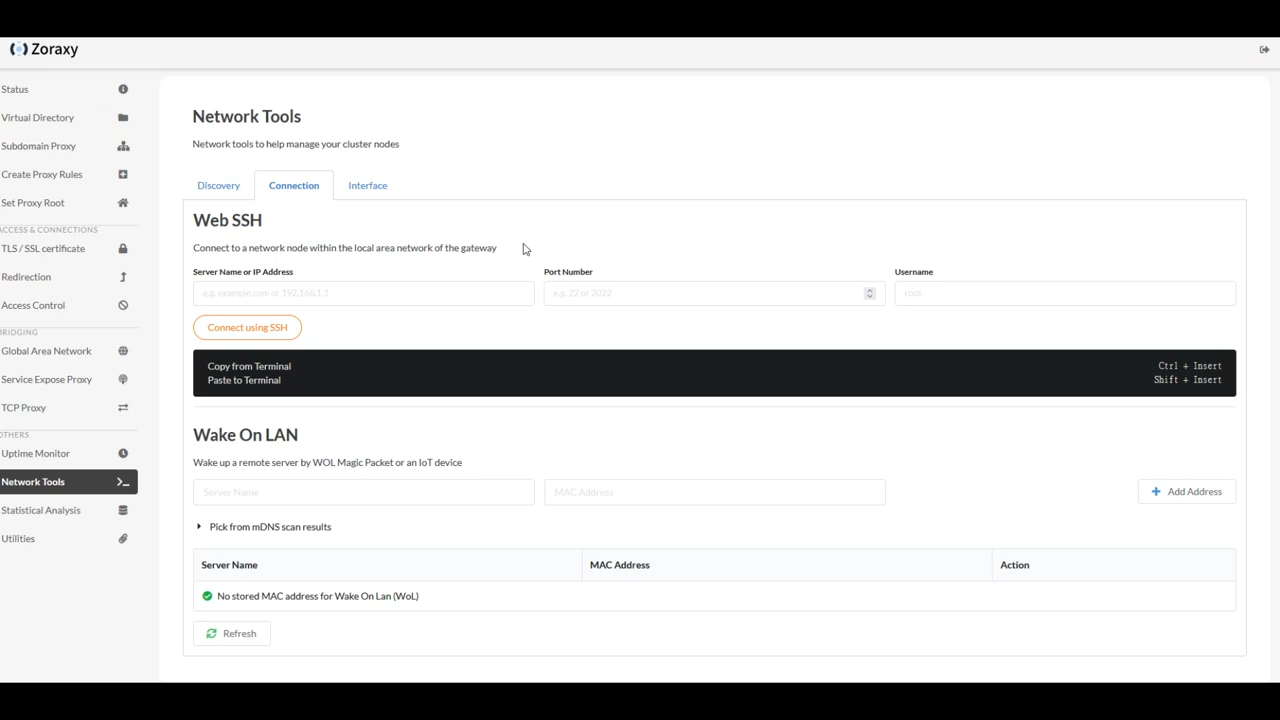 Zoraxy
Status
Virtual Directory
Subdomain Proxy
Create Proxy Rules
Set Proxy Root
ACCESS & CONNECTIONS
TLS / SSL certificate
Redirection
Access Control
BRIDGING
Global Area Network
Service Expose Proxy
TCP Proxy
OTHERS
Uptime Monitor
Network Tools
Statistical Analysis
Utilities
Network Tools
Network tools to help manage your cluster nodes
Discovery Connection Interface
Web SSH
Connect to a network node within the local area network of the gateway
Server Name or IP Address Port Number Username
e.g. example.com or 192.168.1.1 e.g. 22 or 2022 root
Connect using SSH
Copy from Terminal Ctrl + Insert
Paste to Terminal Shift + Insert
Wake On LAN
Wake up a remote server by WOL Magic Packet or an IoT device
Server Name MAC Address Add Address
Pick from mDNS scan results
Server Name MAC Address Action
No stored MAC address for Wake On Lan (WoL)
Refresh